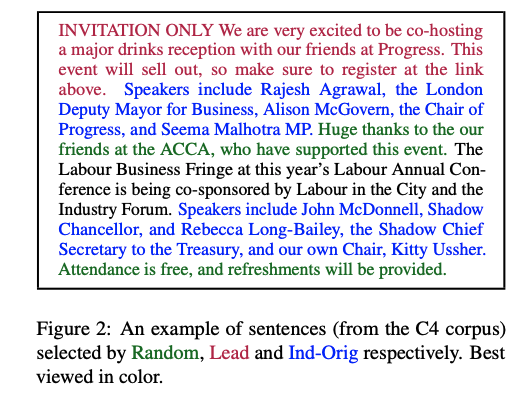 INVITATION ONLY We are very excited to be co-hosting
a major drinks reception with our friends at Progress. This
event will sell out, so make sure to register at the link
above. Speakers include Rajesh Agrawal, the London
Deputy Mayor for Business, Alison McGovern, the Chair of
Progress, and Seema Malhotra MP. Huge thanks to the our
friends at the ACCA, who have supported this event. The
Labour Business Fringe at this year's Labour Annual Con-
ference is being co-sponsored by Labour in the City and the
Industry Forum. Speakers include John McDonnell, Shadow
Chancellor, and Rebecca Long-Bailey, the Shadow Chief
Secretary to the Treasury, and our own Chair, Kitty Ussher.
Attendance is free, and refreshments will be provided.
Figure 2: An example of sentences (from the C4 corpus)
selected by Random, Lead and Ind-Orig respectively. Best
viewed in color.